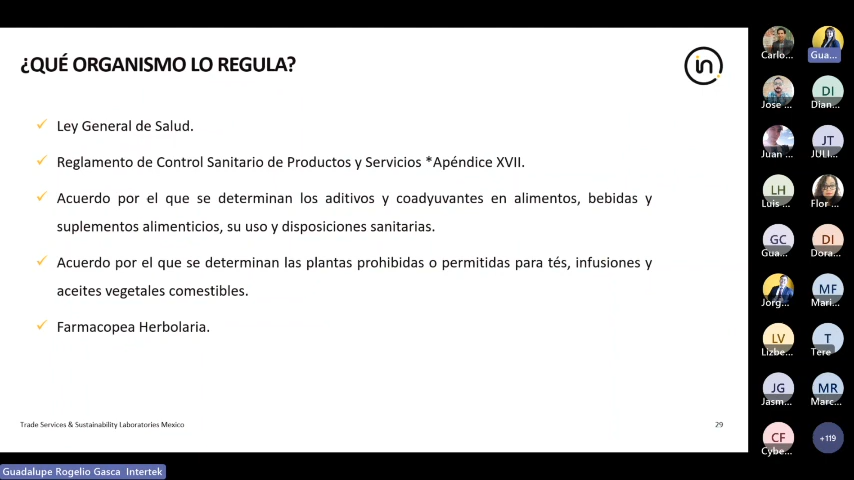 ¿QUÉ ORGANISMO LO REGULA?
in
Ley General de Salud.
Reglamento de Control Sanitario de Productos y Servicios *Apéndice XVII.
Acuerdo por el que se determinan los aditivos y coadyuvantes en alimentos, bebidas y
suplementos alimenticios, su uso y disposiciones sanitarias.
Acuerdo por el que se determinan las plantas prohibidas o permitidas para tés, infusiones y
aceites vegetales comestibles.
Farmacopea Herbolaria.
Trade Services & Sustainability Laboratories Mexico
29
Guadalupe Rogelio Gasca Intertek
Carlo...
Gua...
Jose ...
DI
Dian...
Juan ...
JT
JULI...
LH
Luis ...
Flor ...
GC
Gua...
DI
Dora...
Jorg...
MF
Mari...
LV
Lizbe...
T
Tere
JG
Jasm...
MR
Marc...
CF
Cybe...
+119